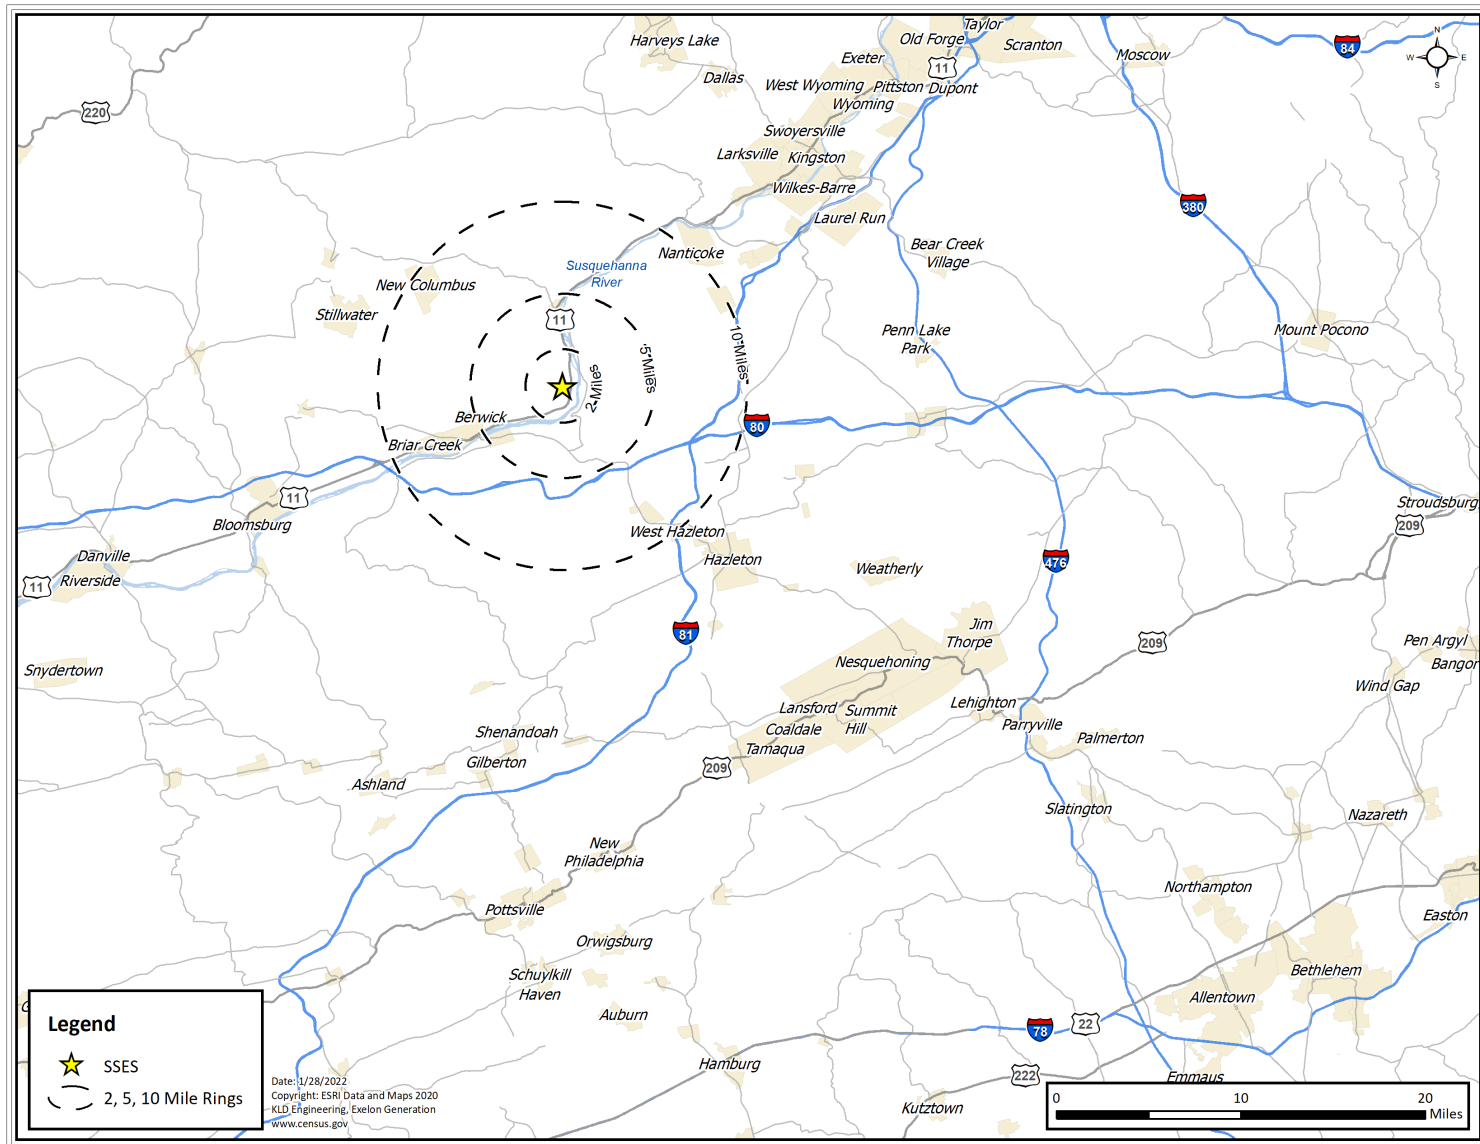 Taylor
Old Forge
Scranton
Harveys Lake
Exeter
Moscow
84
N
W
E
S
11
Dallas
West Wyoming
Pittston
Dupont
Wyoming
220
Swoyersville
Larksville
Kingston
Wilkes-Barre
380
Laurel Run
Nanticoke
Bear Creek
Village
Susquehanna
River
New Columbus
Stillwater
11
Penn Lake
Park
Mount Pocono
10 Miles
5 Miles
2 Miles
Berwick
80
Briar Creek
11
Bloomsburg
Stroudsburg
209
West Hazleton
Danville
Hazleton
476
Weatherly
Riverside
11
81
Jim
Thorpe
209
Pen Argyl
Nesquehoning
Bangor
Snydertown
Wind Gap
Lehighton
Lansford
Summit
Hill
Parryville
Coaldale
Shenandoah
Palmerton
Tamaqua
Gilberton
209
Ashland
Slatington
Nazareth
New
Philadelphia
Northampton
Pottsville
Easton
Orwigsburg
Schuylkill
Haven
Bethlehem
Allentown
Auburn
78
22
Hamburg
222
Emmaus
Kutztown
Legend
SSES
2, 5, 10 Mile Rings
Date: 1/28/2022
Copyright: ESRI Data and Maps 2020
KLD Engineering, Exelon Generation
www.census.gov
0
10
20
Miles